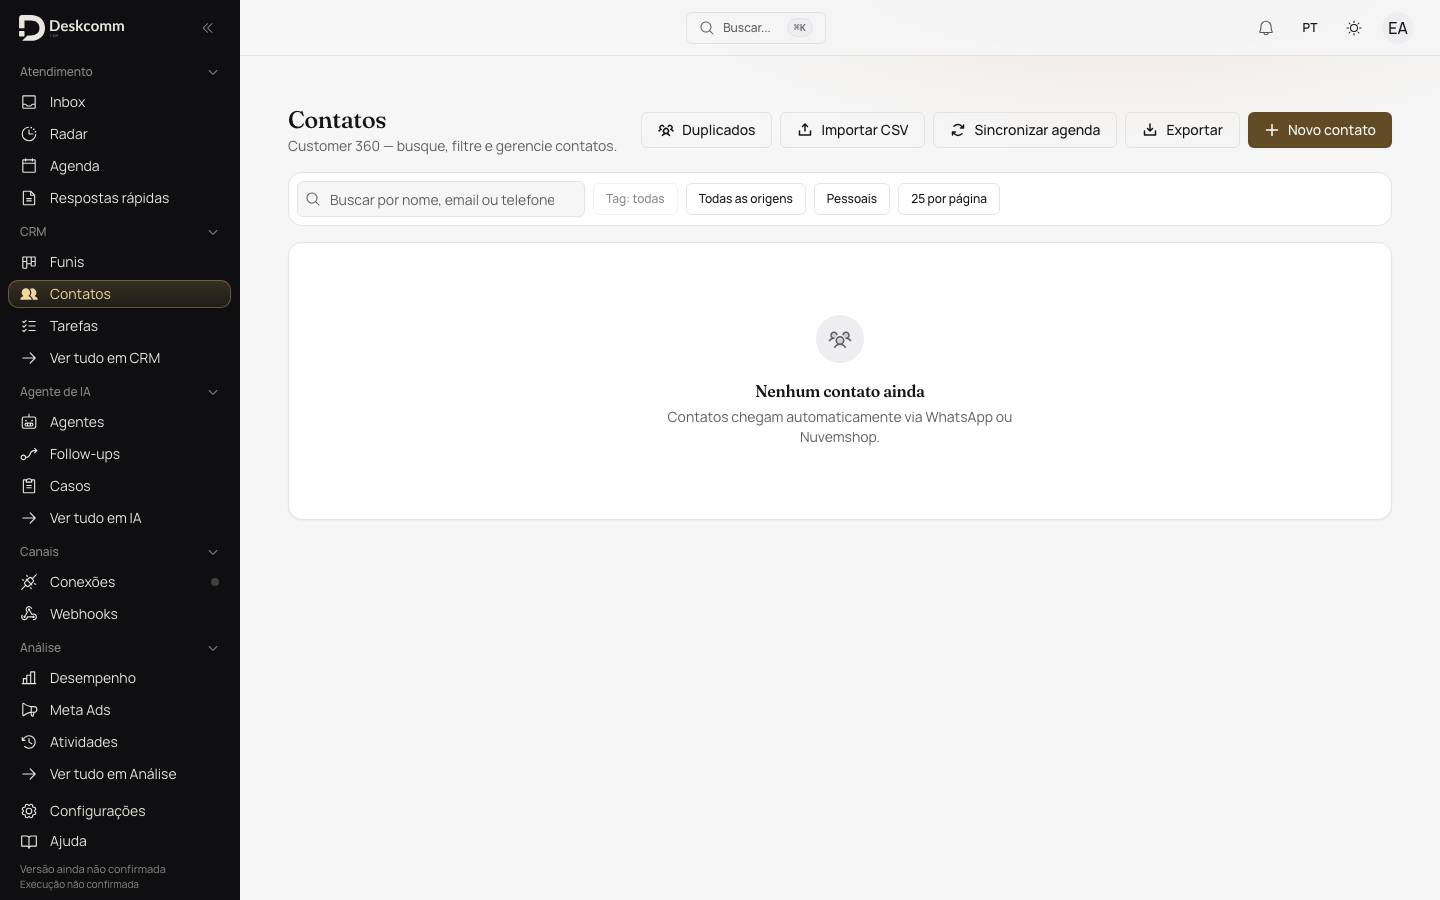 Deskcomm
Buscar...
⌘K
PT
EA
Atendimento
Inbox
Radar
Agenda
Respostas rápidas
CRM
Funis
Contatos
Tarefas
Ver tudo em CRM
Agente de IA
Agentes
Follow-ups
Casos
Ver tudo em IA
Canais
Conexões
Webhooks
Análise
Desempenho
Meta Ads
Atividades
Ver tudo em Análise
Configurações
Ajuda
Versão ainda não confirmada
Execução não confirmada
Contatos
Customer 360 — busque, filtre e gerencie contatos.
Duplicados
Importar CSV
Sincronizar agenda
Exportar
Novo contato
Buscar por nome, email ou telefone
Tag: todas
Todas as origens
Pessoais
25 por página
Nenhum contato ainda
Contatos chegam automaticamente via WhatsApp ou
Nuvemshop.